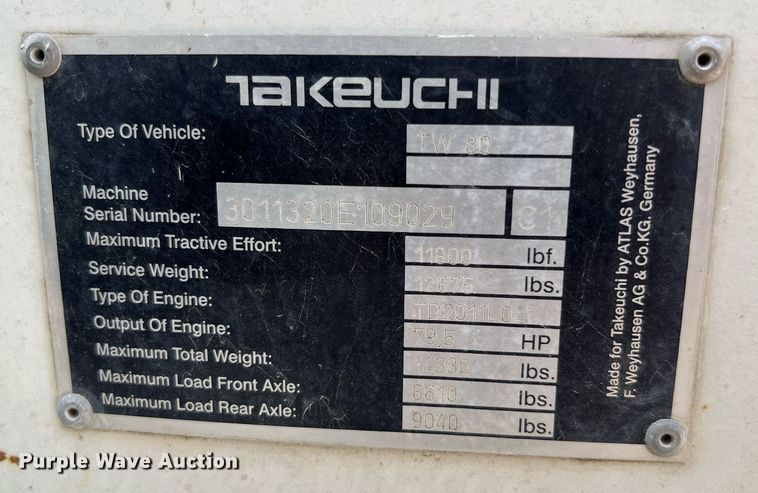 TAKEUCHI
Type Of Vehicle: TW 80
Machine
Serial Number: 3011320E109029 C1
Maximum Tractive Effort: 11800 lbf.
Service Weight: 12675 lbs.
Type Of Engine:
Output Of Engine: 79,5 HP
Maximum Total Weight: 14330 lbs.
Maximum Load Front Axle: 6610 lbs.
Maximum Load Rear Axle: 9040 lbs.
Made for Takeuchi by ATLAS Weyhausen,
F. Weyhausen AG & Co.KG. Germany
Purple Wave Auction